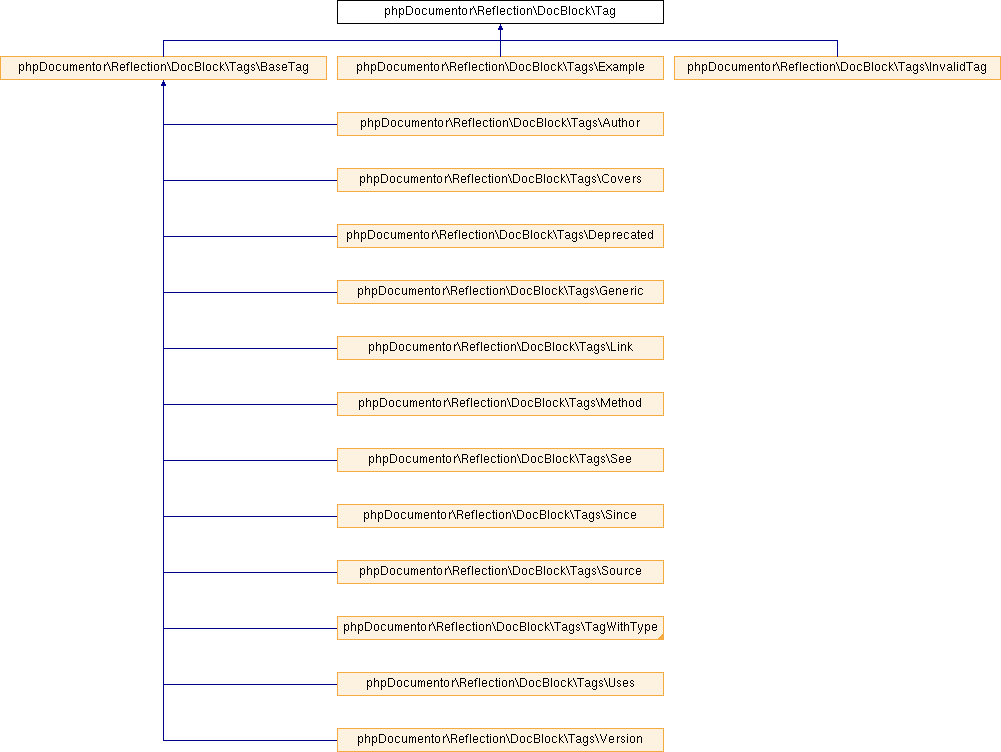 phpDocumentor\Reflection\DocBlock\Tag
phpDocumentor\Reflection\DocBlock\Tags\BaseTag
phpDocumentor\Reflection\DocBlock\Tags\Example
phpDocumentor\Reflection\DocBlock\Tags\InvalidTag
phpDocumentor\Reflection\DocBlock\Tags\Author
phpDocumentor\Reflection\DocBlock\Tags\Covers
phpDocumentor\Reflection\DocBlock\Tags\Deprecated
phpDocumentor\Reflection\DocBlock\Tags\Generic
phpDocumentor\Reflection\DocBlock\Tags\Link
phpDocumentor\Reflection\DocBlock\Tags\Method
phpDocumentor\Reflection\DocBlock\Tags\See
phpDocumentor\Reflection\DocBlock\Tags\Since
phpDocumentor\Reflection\DocBlock\Tags\Source
phpDocumentor\Reflection\DocBlock\Tags\TagWithType
phpDocumentor\Reflection\DocBlock\Tags\Uses
phpDocumentor\Reflection\DocBlock\Tags\Version